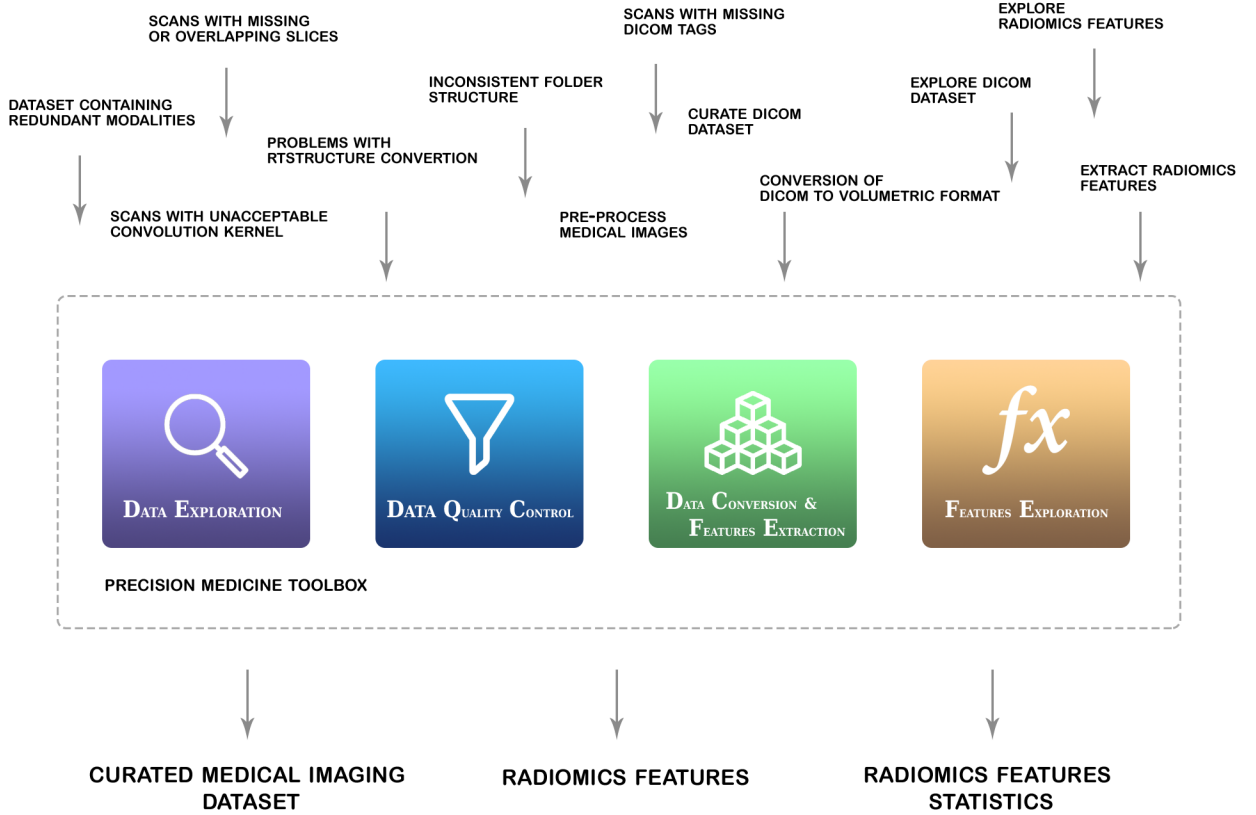 SCANS WITH MISSING
OR OVERLAPPING SLICES
SCANS WITH MISSING
DICOM TAGS
EXPLORE
RADIOMICS FEATURES
DATASET CONTAINING
REDUNDANT MODALITIES
INCONSISTENT FOLDER
STRUCTURE
EXPLORE DICOM
DATASET
PROBLEMS WITH
RTSTRUCTURE CONVERTION
CURATE DICOM
DATASET
CONVERSION OF
DICOM TO VOLUMETRIC FORMAT
EXTRACT RADIOMICS
FEATURES
SCANS WITH UNACCEPTABLE
CONVOLUTION KERNEL
PRE-PROCESS
MEDICAL IMAGES
fx
DATA EXPLORATION
DATA QUALITY CONTROL
DATA CONVERSION &
FEATURES EXTRACTION
FEATURES EXPLORATION
PRECISION MEDICINE TOOLBOX
CURATED MEDICAL IMAGING
DATASET
RADIOMICS FEATURES
RADIOMICS FEATURES
STATISTICS